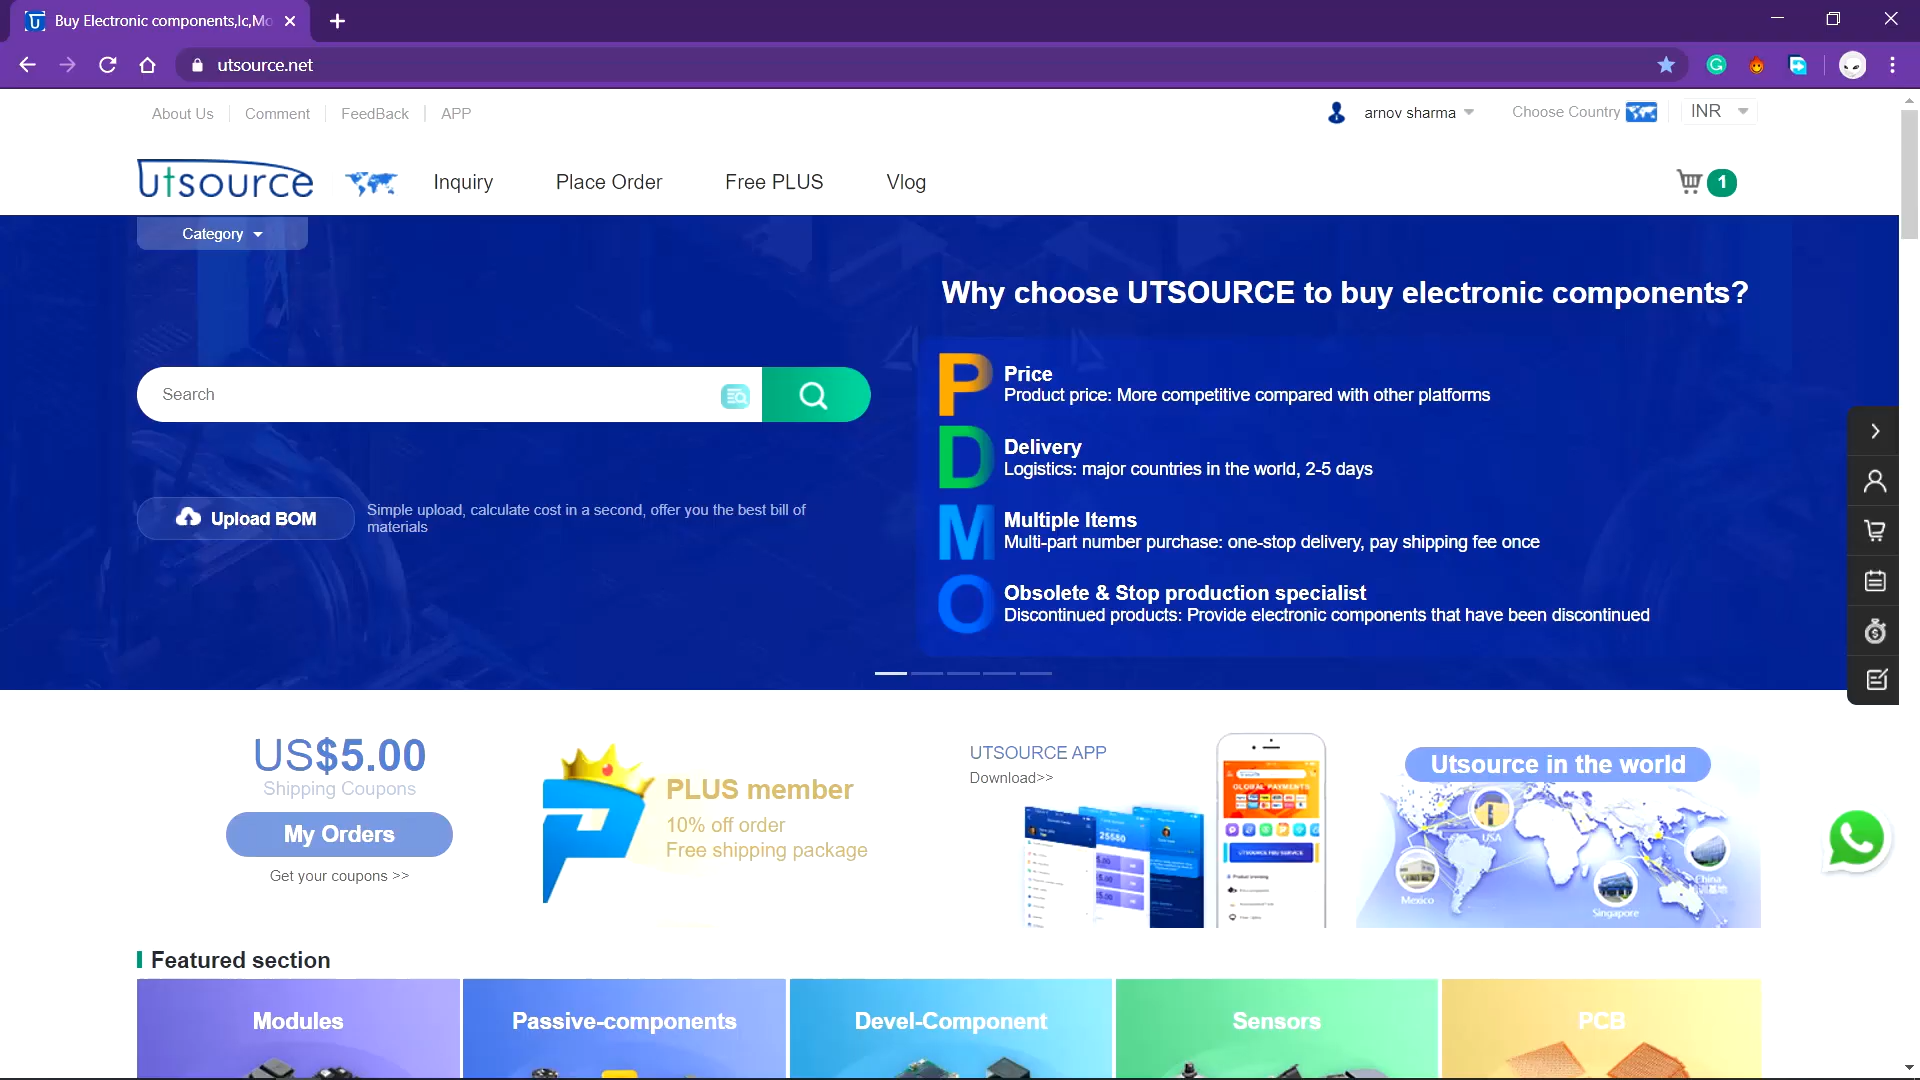 Buy Electronic components,Ic,Mo
utsource.net
About Us
Comment
FeedBack
APP
arnov sharma
Choose Country
INR
utsource
Inquiry
Place Order
Free PLUS
Vlog
1
Category
Why choose UTSOURCE to buy electronic components?
Search
P
Price
Product price: More competitive compared with other platforms
D
Delivery
Logistics: major countries in the world, 2-5 days
Upload BOM
Simple upload, calculate cost in a second, offer you the best bill of
materials
M
Multiple Items
Multi-part number purchase: one-stop delivery, pay shipping fee once
O
Obsolete & Stop production specialist
Discontinued products: Provide electronic components that have been discontinued
US$5.00
Shipping Coupons
My Orders
Get your coupons >>
PLUS member
10% off order
Free shipping package
UTSOURCE APP
Download>>
GLOBAL PAYMENTS
25580
Utsource in the world
USA
Mexico
Singapore
China
Featured section
Modules
Passive-components
Devel-Component
Sensors
PCB